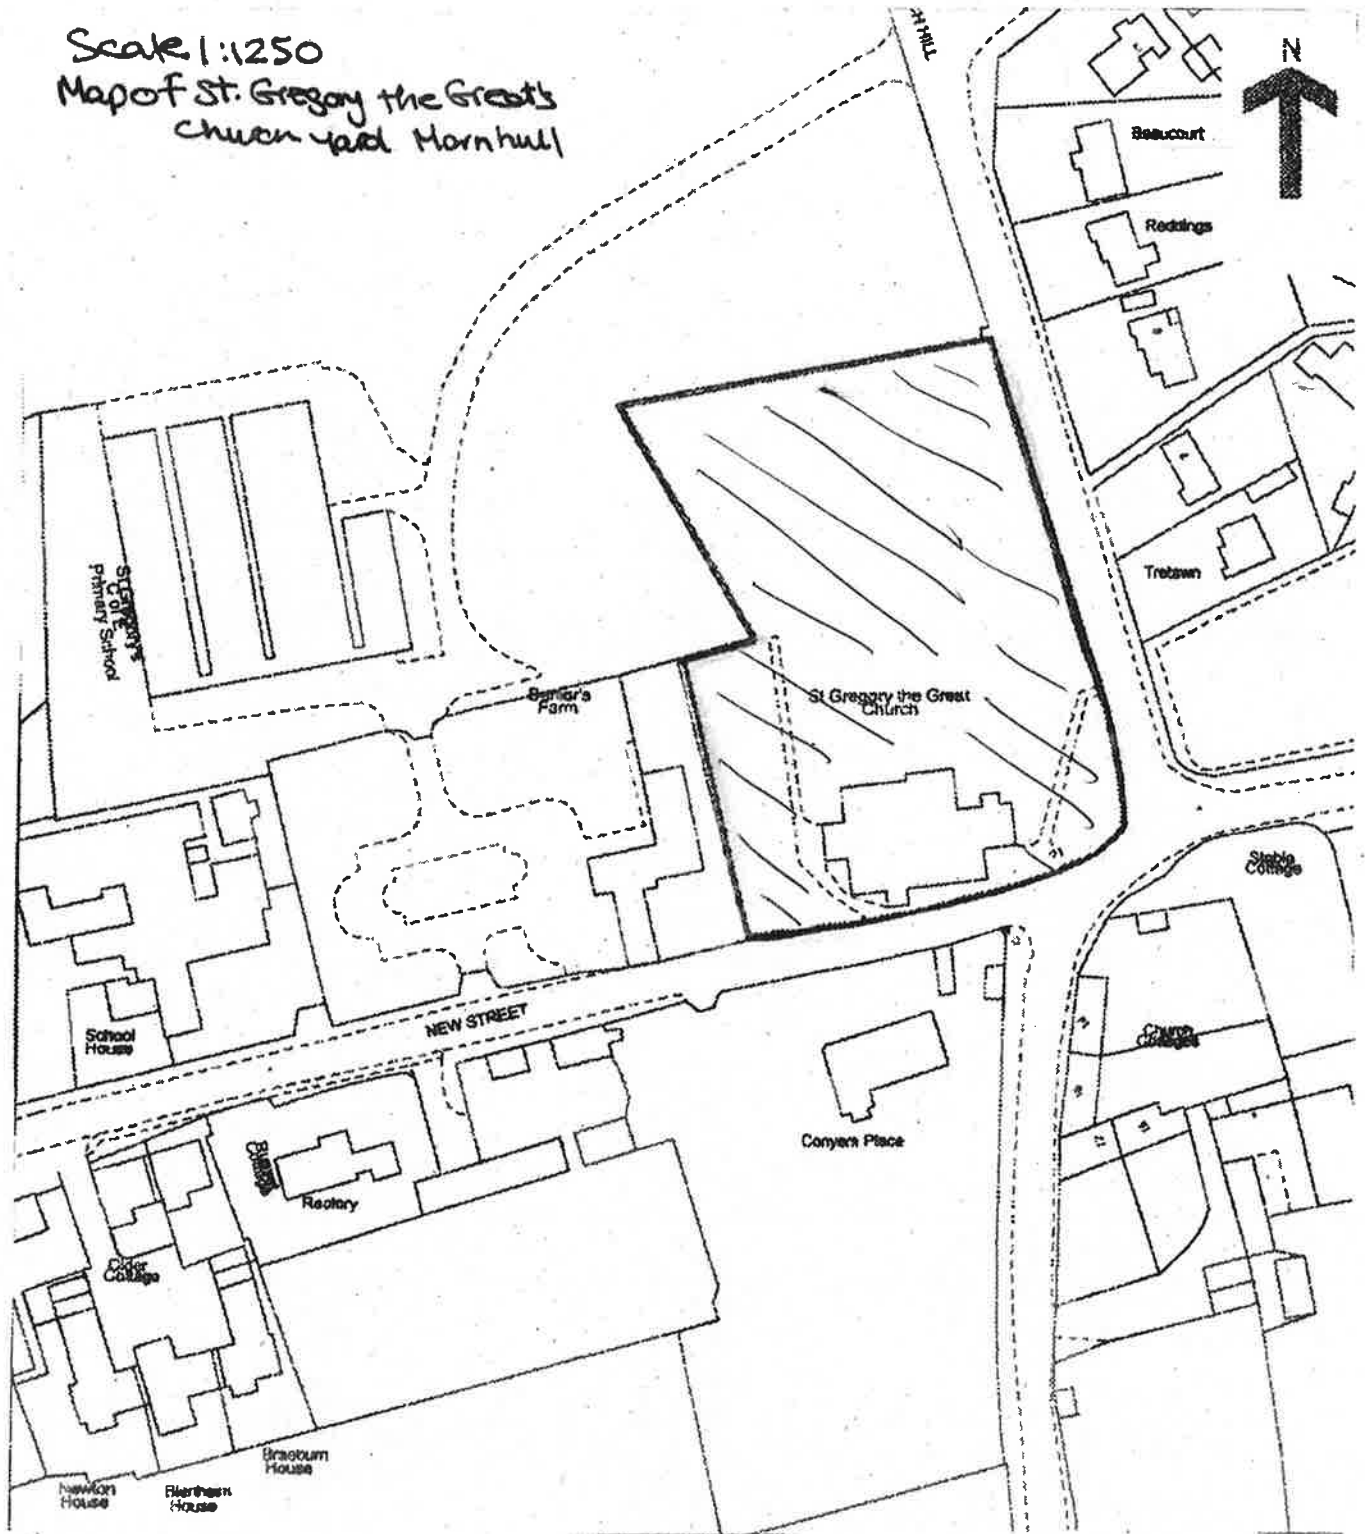 Scale 1:1250
Map of St. Gregory the Great's
Church yard Marnhull
N
CH HILL
Beaucourt
Reddings
Tretawn
St Gregory's
C of E
Primary School
Farm
St Gregory the Great
Church
Stable
Cottage
School
House
NEW STREET
Church
Cottages
Conyers Place
Rectory
Cider
Cottage
Newton
House
House
Braeburn
House